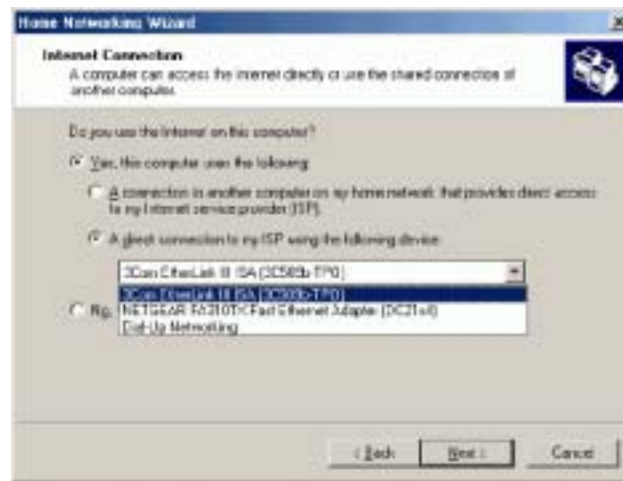 Home Networking Wizard
Internet Connection
A computer can access the Internet directly or use the shared connection of
another computer.
Do you use the Internet on this computer?
Yes, this computer uses the following:
A connection to another computer on my home network that provides direct access
to my Internet service provider (ISP).
A direct connection to my ISP using the following device:
3Com EtherLink III ISA (3C509b-TPO)
3Com EtherLink III ISA (3C509b-TPO)
No, NETGEAR FA310TX Fast Ethernet Adapter (DC21x4)
Dial-Up Networking
< Back Next > Cancel